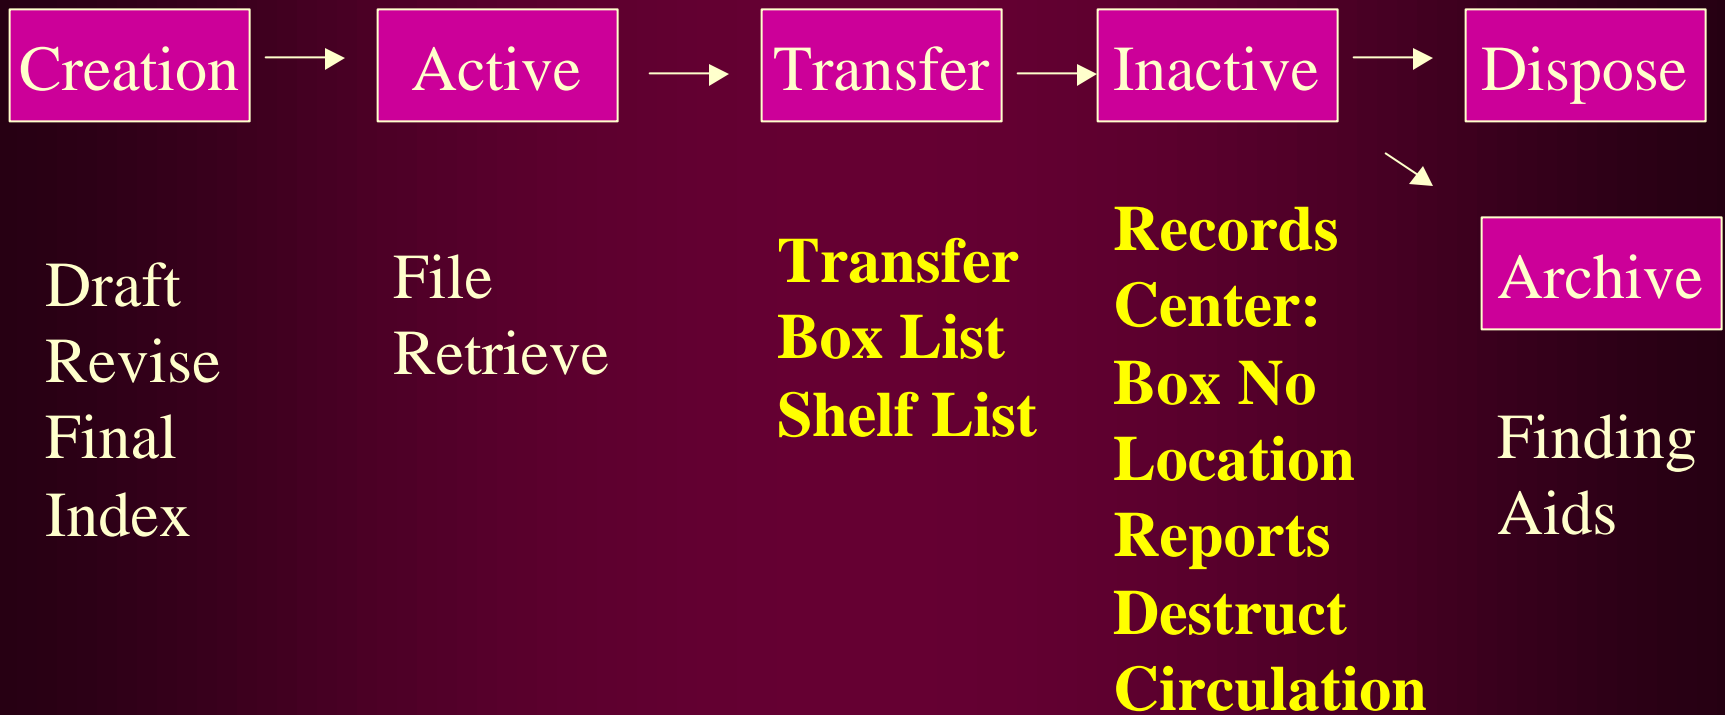 Creation
Active
Transfer
Inactive
Dispose
Draft
Revise
Final
Index
File
Retrieve
Transfer
Box List
Shelf List
Records
Center:
Box No
Location
Reports
Destruct
Circulation
Archive
Finding
Aids